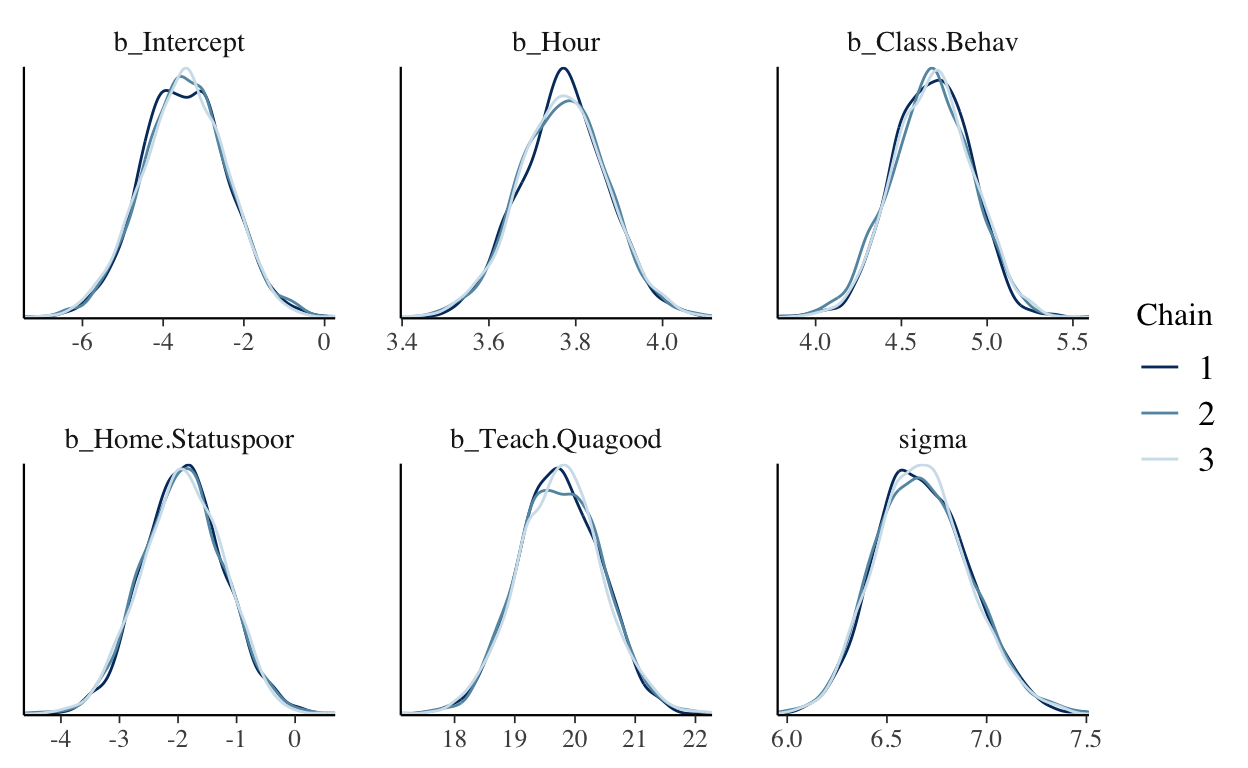 b_Intercept b_Hour b_Class.Behav
-6 -4 -2 0 3.4 3.6 3.8 4.0 4.0 4.5 5.0 5.5
Chain
1
2
3
b_Home.Statuspoor b_Teach.Quagood sigma
-4 -3 -2 -1 0 18 19 20 21 22 6.0 6.5 7.0 7.5